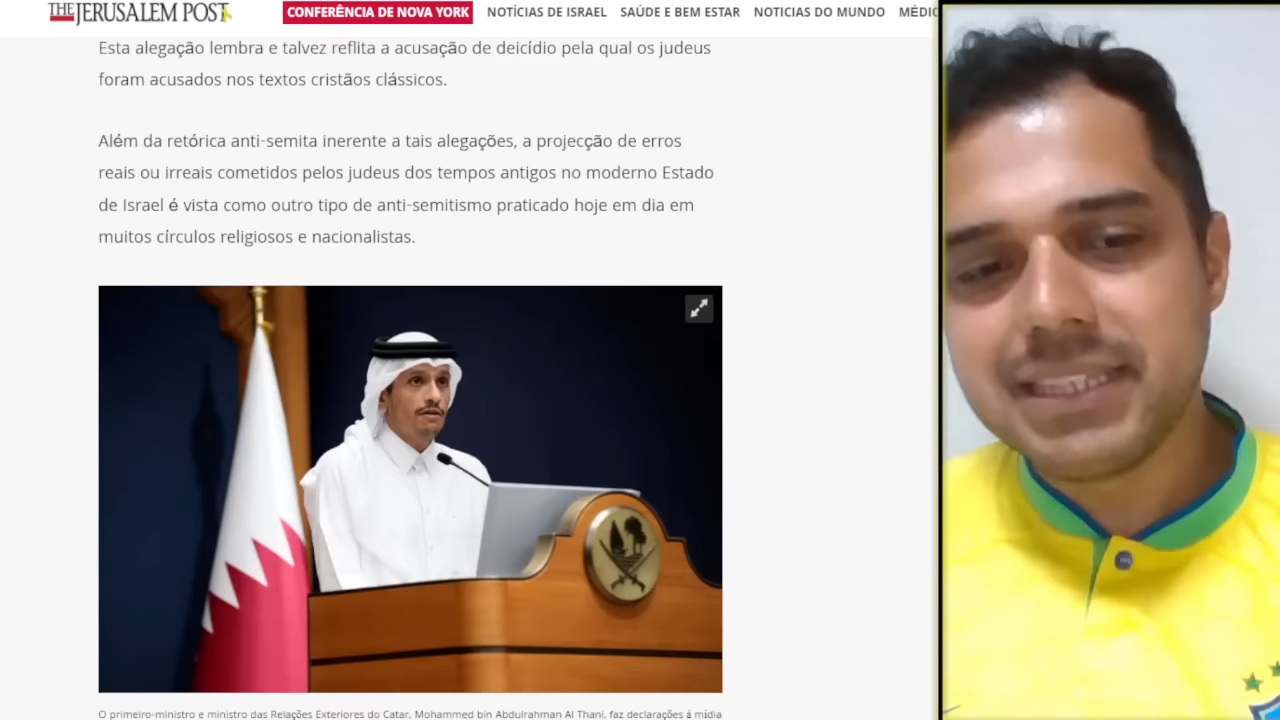 THE JERUSALEM POST
CONFERÊNCIA DE NOVA YORK NOTÍCIAS DE ISRAEL SAÚDE E BEM ESTAR NOTICIAS DO MUNDO MÉDIC
Esta alegação lembra e talvez reflita a acusação de deicídio pela qual os judeus
foram acusados nos textos cristãos clássicos.
Além da retórica anti-semita inerente a tais alegações, a projecção de erros
reais ou irreais cometidos pelos judeus dos tempos antigos no moderno Estado
de Israel é vista como outro tipo de anti-semitismo praticado hoje em dia em
muitos círculos religiosos e nacionalistas.
O primeiro-ministro e ministro das Relações Exteriores do Catar, Mohammed bin Abdulrahman Al Thani, faz declarações à mídia